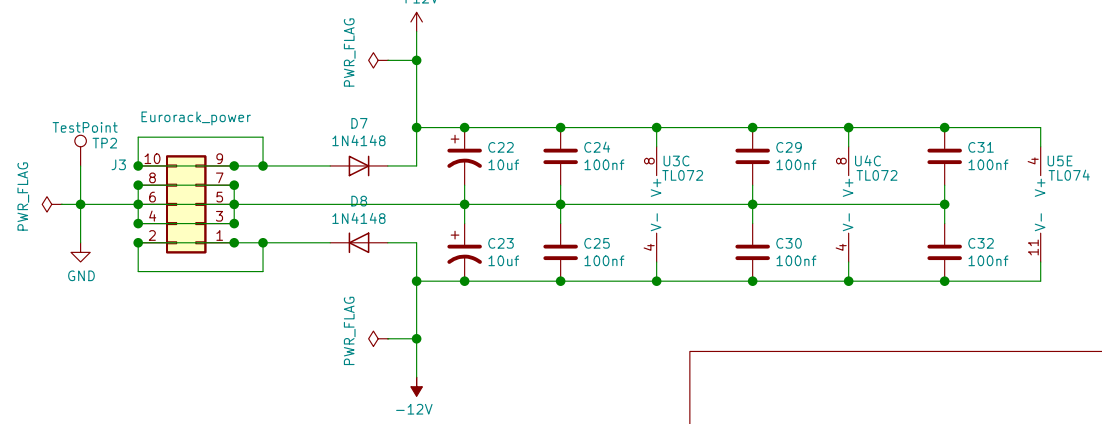 +12V
PWR_FLAG
Eurorack_power
TestPoint
TP2
J3
10 9
8 7
6 5
4 3
2 1
PWR_FLAG
GND
D7
1N4148
D8
1N4148
+
C22
10uf
C24
100nf
8
V+
U3C
TL072
C29
100nf
8
V+
U4C
TL072
C31
100nf
4
V+
U5E
TL074
+
C23
10uf
C25
100nf
V-
4
C30
100nf
V-
4
C32
100nf
V-
11
PWR_FLAG
-12V